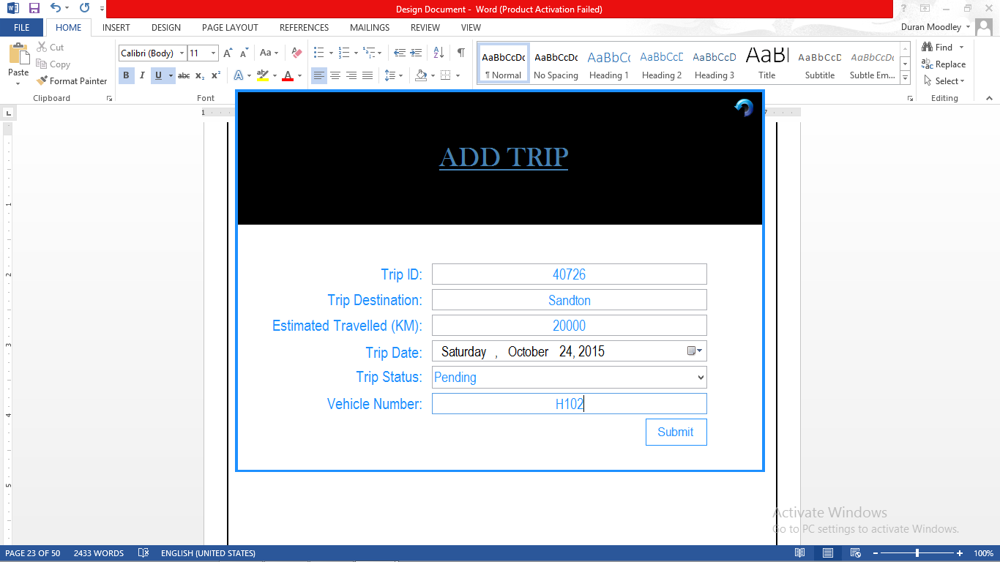 Design Document -  Word (Product Activation Failed)
FILE HOME INSERT DESIGN PAGE LAYOUT REFERENCES MAILINGS REVIEW VIEW Duran Moodley
Paste Cut Copy Format Painter
Calibri (Body) 11 Aa
B I U abc x₂ x²
AaBbCcDc AaBbCcDc AaBbCc AaBbCcD AaBbCcD AaBl AaBbCcD AaBbCcDc
¶ Normal No Spacing Heading 1 Heading 2 Heading 3 Title Subtitle Subtle Em...
Find Replace Select
Clipboard Font Editing
ADD TRIP
Trip ID: 40726
Trip Destination: Sandton
Estimated Travelled (KM): 20000
Trip Date: Saturday , October 24, 2015
Trip Status: Pending
Vehicle Number: H102
Submit
Activate Windows
Go to PC settings to activate Windows.
PAGE 23 OF 50 2433 WORDS ENGLISH (UNITED STATES) 100%